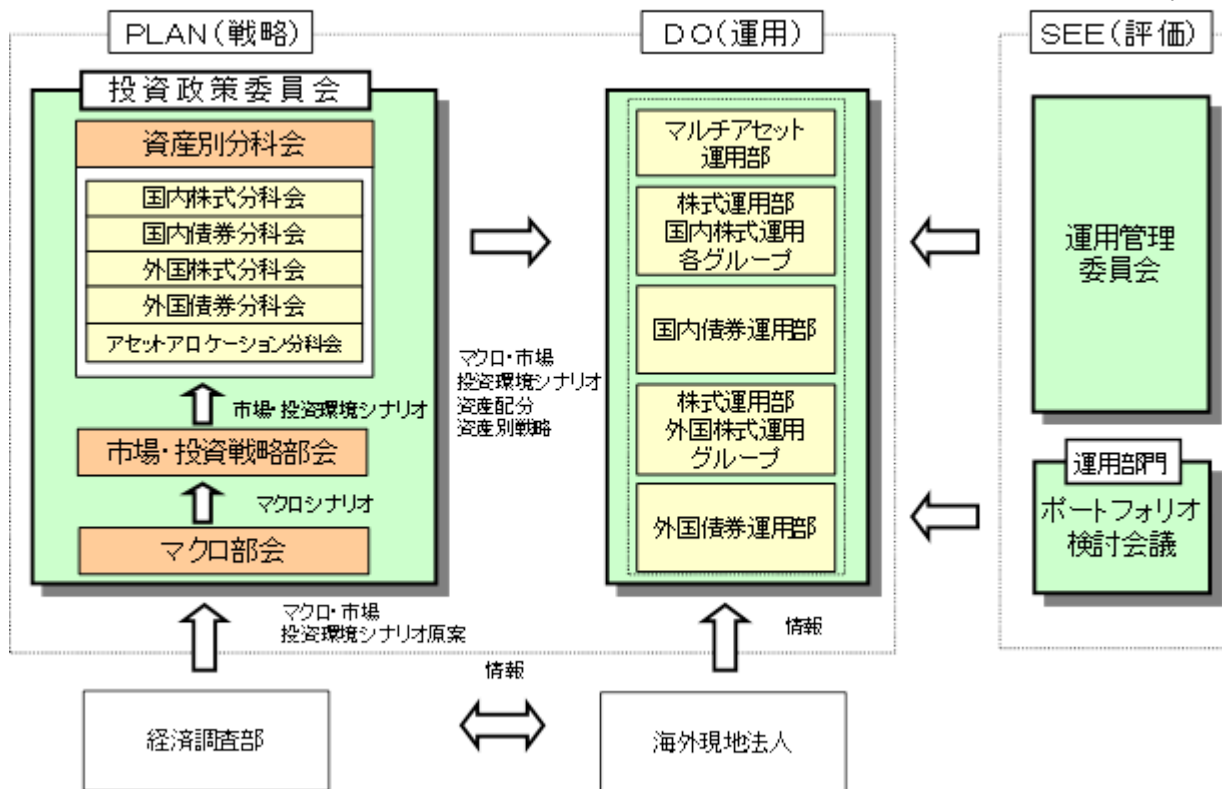 PLAN(戦略)
投資政策委員会
資産別分科会
国内株式分科会
国内債券分科会
外国株式分科会
外国債券分科会
アセットアロケーション分科会
市場・投資環境シナリオ
市場・投資戦略部会
マクロシナリオ
マクロ部会
マクロ・市場
投資環境シナリオ原案
経済調査部
マクロ・市場
投資環境シナリオ
資産配分
資産別戦略
情報
DO(運用)
マルチアセット
運用部
株式運用部
国内株式運用
各グループ
国内債券運用部
株式運用部
外国株式運用
グループ
外国債券運用部
情報
海外現地法人
SEE(評価)
運用管理
委員会
運用部門
ポートフォリオ
検討会議